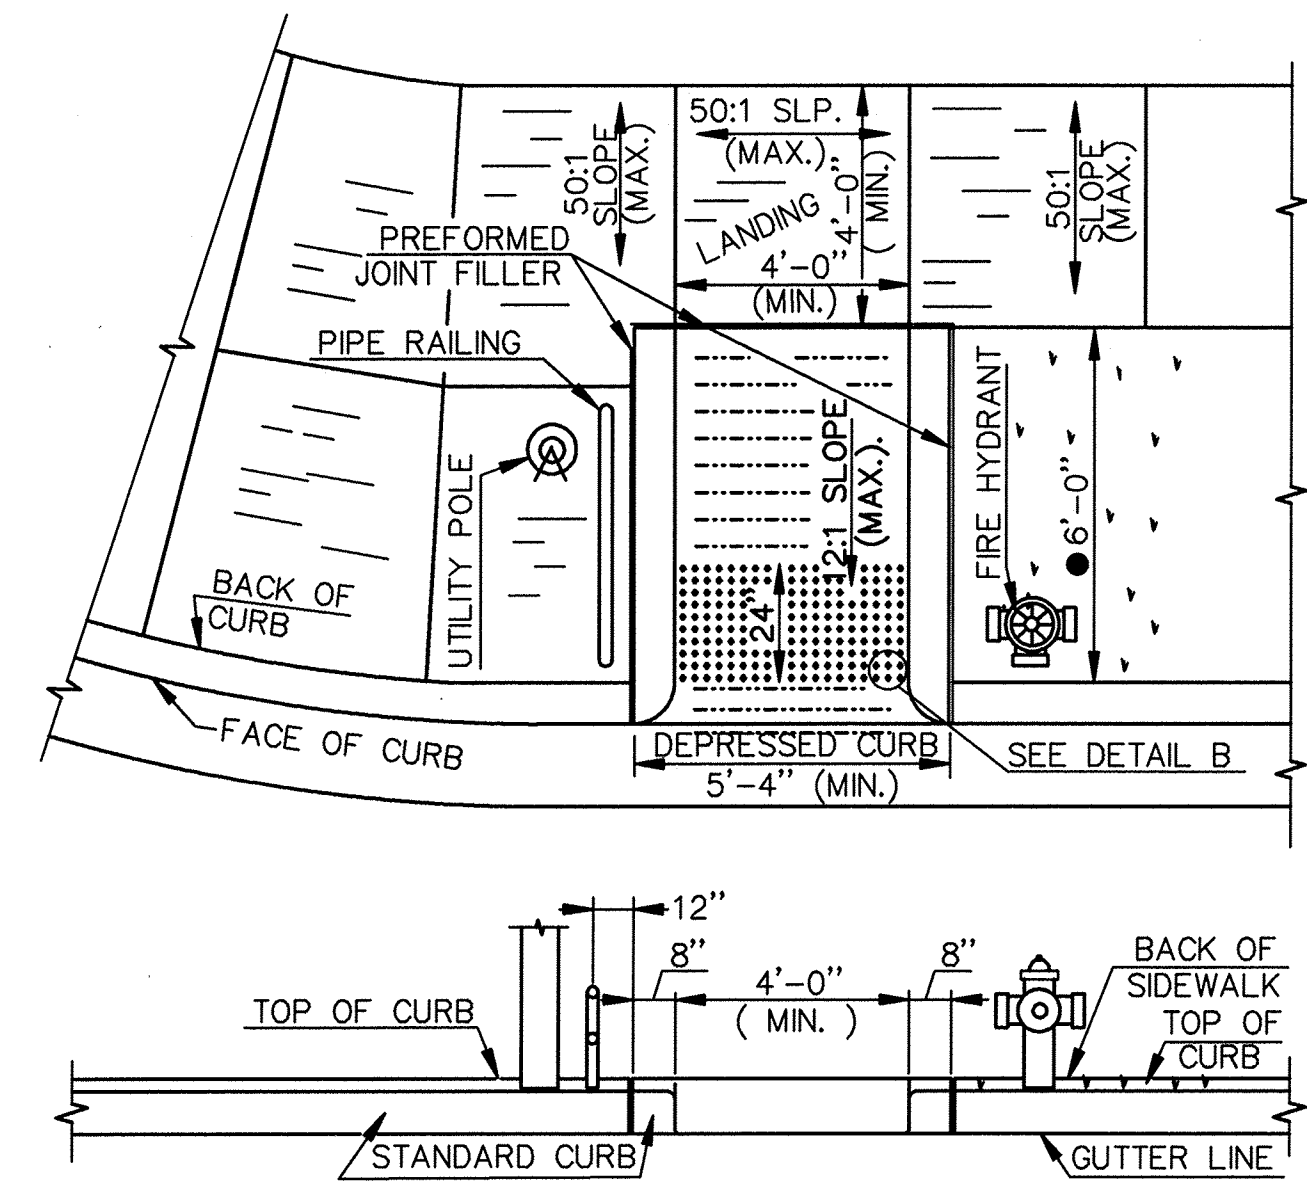 50:1 SLP.
(MAX.)
50:1
SLOPE
(MAX.)
4'-0"
(MIN.)
50:1
SLOPE
(MAX.)
LANDING
PREFORMED
JOINT FILLER
4'-0"
(MIN.)
PIPE RAILING
UTILITY POLE
12:1 SLOPE
(MAX.).
24"
FIRE HYDRANT
6'-0"
BACK OF
CURB
FACE OF CURB
DEPRESSED CURB
5'-4" (MIN.)
SEE DETAIL B
12"
8"
4'-0"
( MIN. )
8"
BACK OF
SIDEWALK
TOP OF
CURB
TOP OF CURB
STANDARD CURB
GUTTER LINE